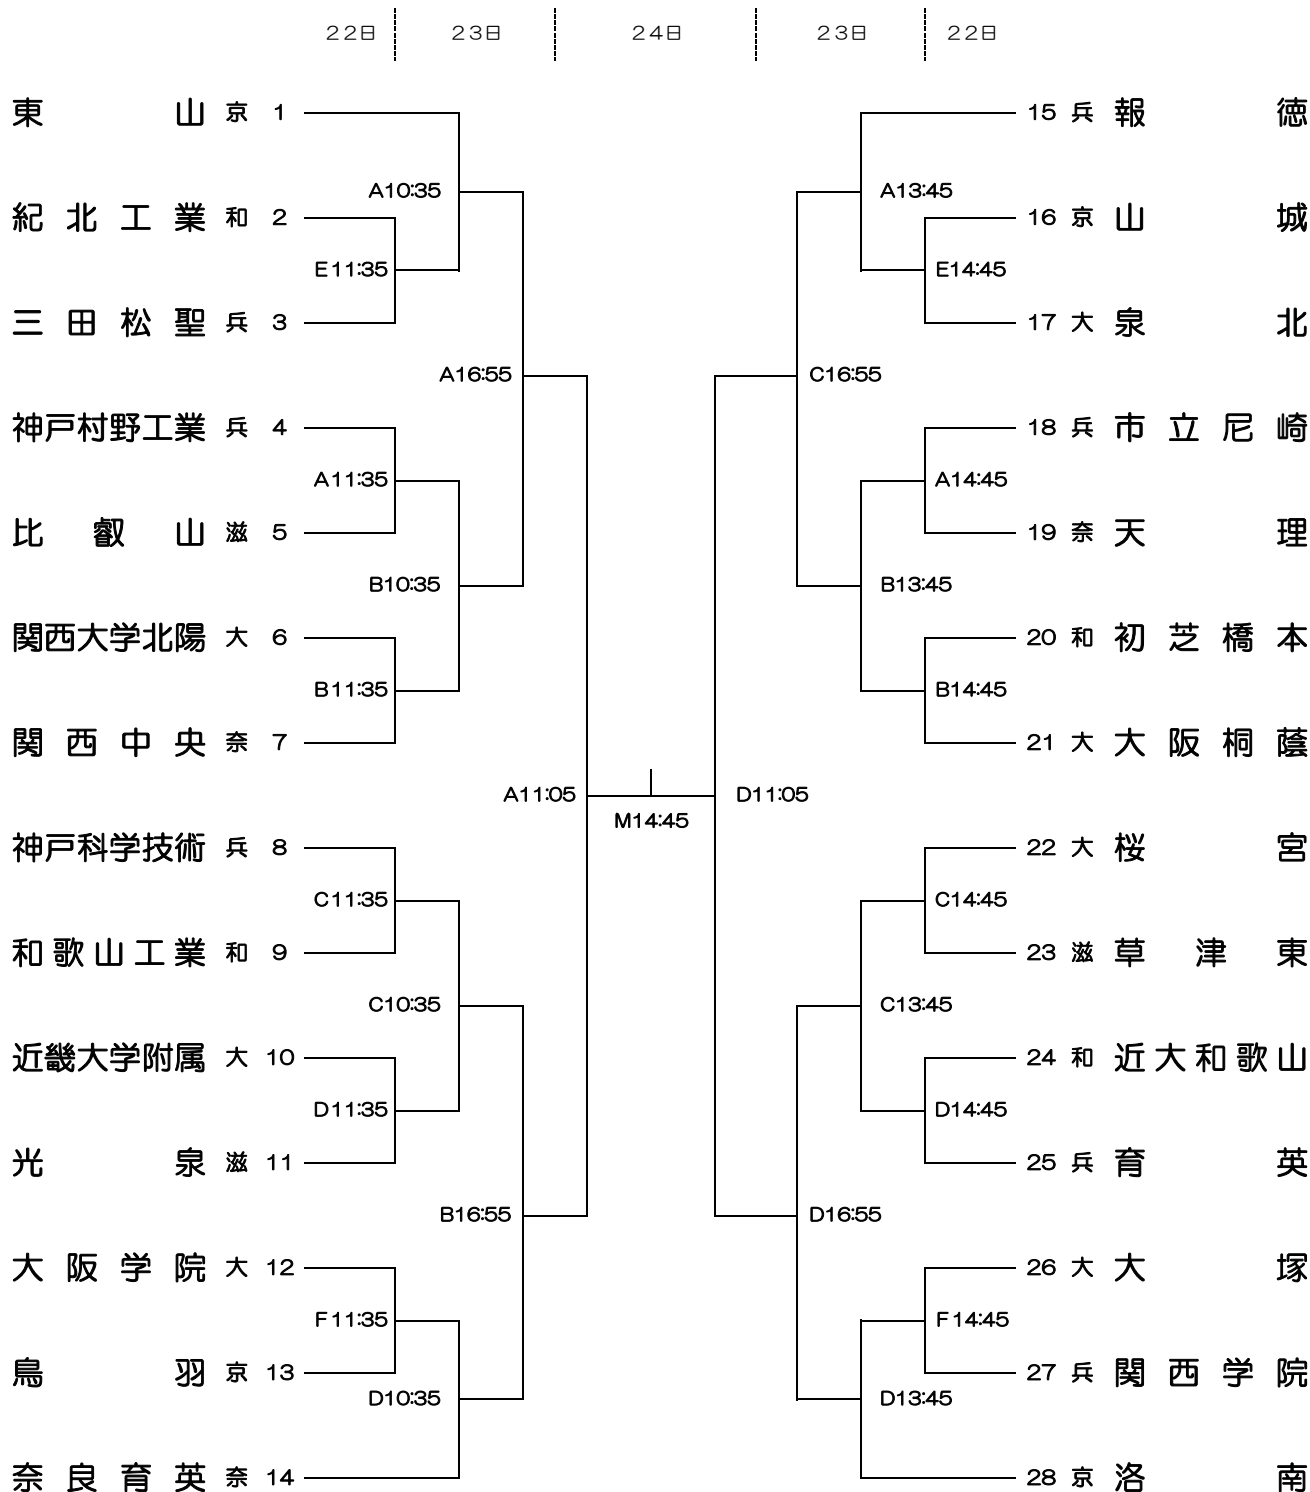 22日 23日 24日 23日 22日
東山 京 1 15 兵 報徳
A10:35 A13:45
紀北工業 和 2 16 京 山城
E11:35 E14:45
三田松聖 兵 3 17 大 泉北
A16:55 C16:55
神戸村野工業 兵 4 18 兵 市立尼崎
A11:35 A14:45
比叡山 滋 5 19 奈 天理
B10:35 B13:45
関西大学北陽 大 6 20 和 初芝橋本
B11:35 B14:45
関西中央 奈 7 21 大 大阪桐蔭
A11:05 D11:05
M14:45
神戸科学技術 兵 8 22 大 桜宮
C11:35 C14:45
和歌山工業 和 9 23 滋 草津東
C10:35 C13:45
近畿大学附属 大 10 24 和 近大和歌山
D11:35 D14:45
光泉 滋 11 25 兵 育英
B16:55 D16:55
大阪学院 大 12 26 大 大塚
F11:35 F14:45
鳥羽 京 13 27 兵 関西学院
D10:35 D13:45
奈良育英 奈 14 28 京 洛南